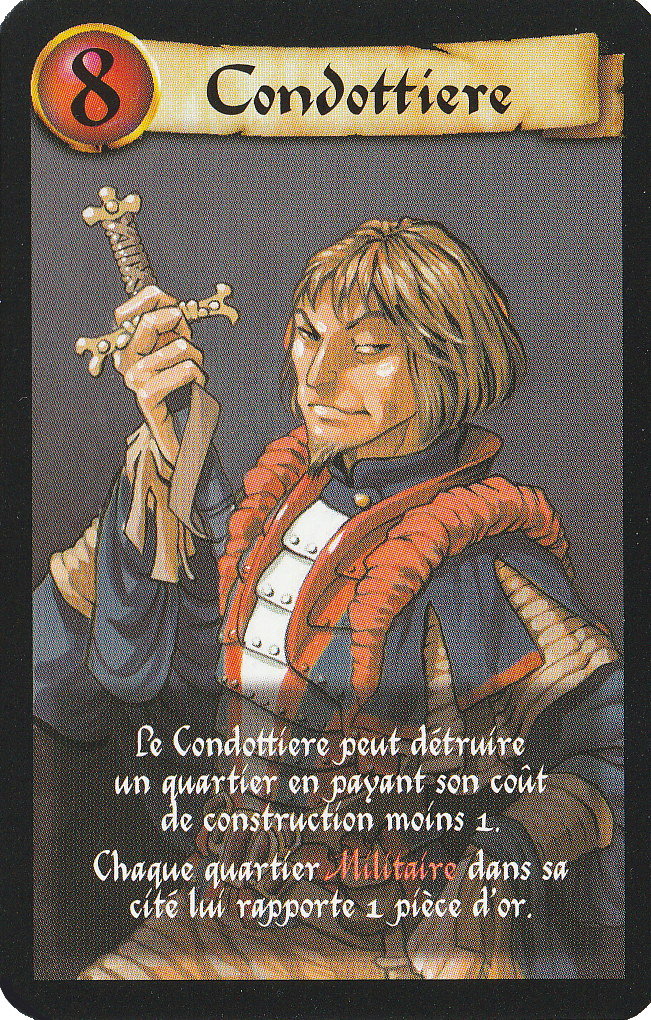 8
Condottiere
Le Condottiere peut détruire
un quartier en payant son coût
de construction moins 1.
Chaque quartier Militaire dans sa
cité lui rapporte 1 pièce d'or.